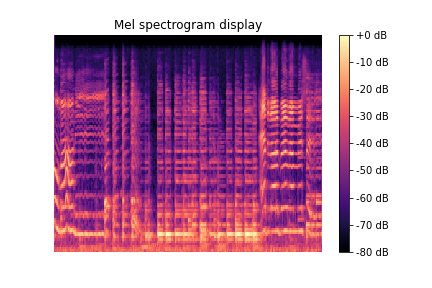 Mel spectrogram display
+0 dB
-10 dB
-20 dB
-30 dB
-40 dB
-50 dB
-60 dB
-70 dB
-80 dB